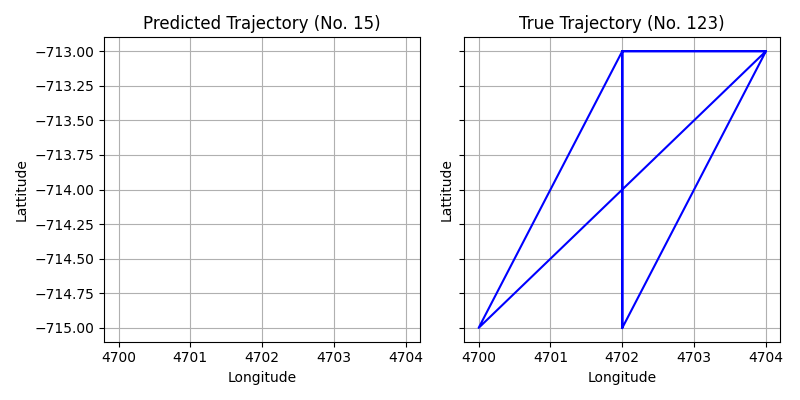 Predicted Trajectory (No. 15)
−713.00
−713.25
−713.50
−713.75
−714.00
−714.25
−714.50
−714.75
−715.00
Lattitude
4700 4701 4702 4703 4704
Longitude
True Trajectory (No. 123)
Lattitude
4700 4701 4702 4703 4704
Longitude